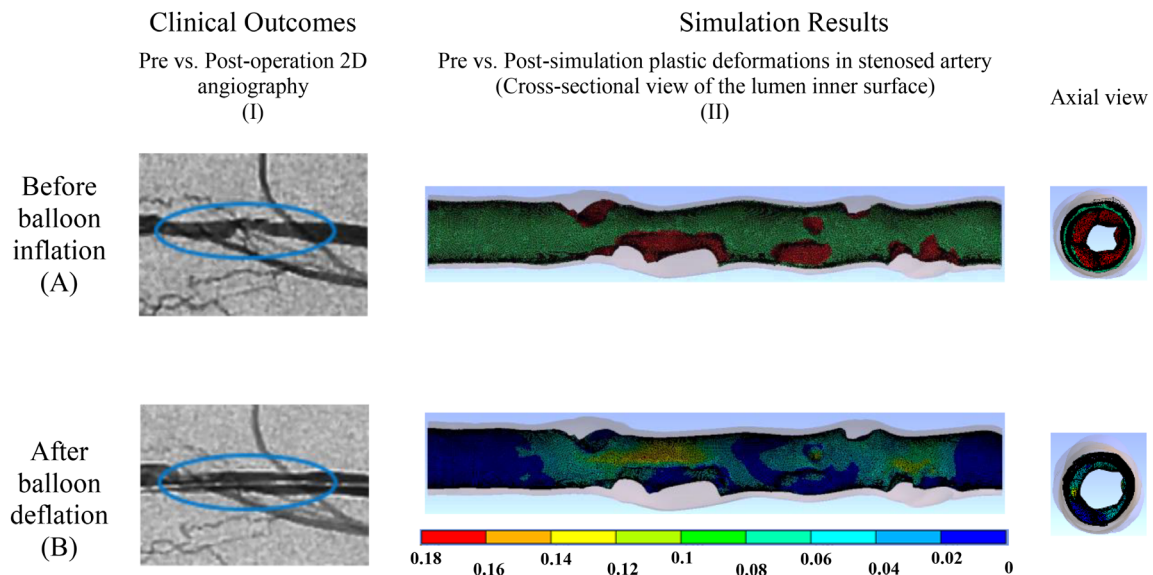 Clinical Outcomes
Pre vs. Post-operation 2D
angiography
(I)
Simulation Results
Pre vs. Post-simulation plastic deformations in stenosed artery
(Cross-sectional view of the lumen inner surface)
(II)
Axial view
Before
balloon
inflation
(A)
After
balloon
deflation
(B)
0.18 0.16 0.14 0.12 0.1 0.08 0.06 0.04 0.02 0